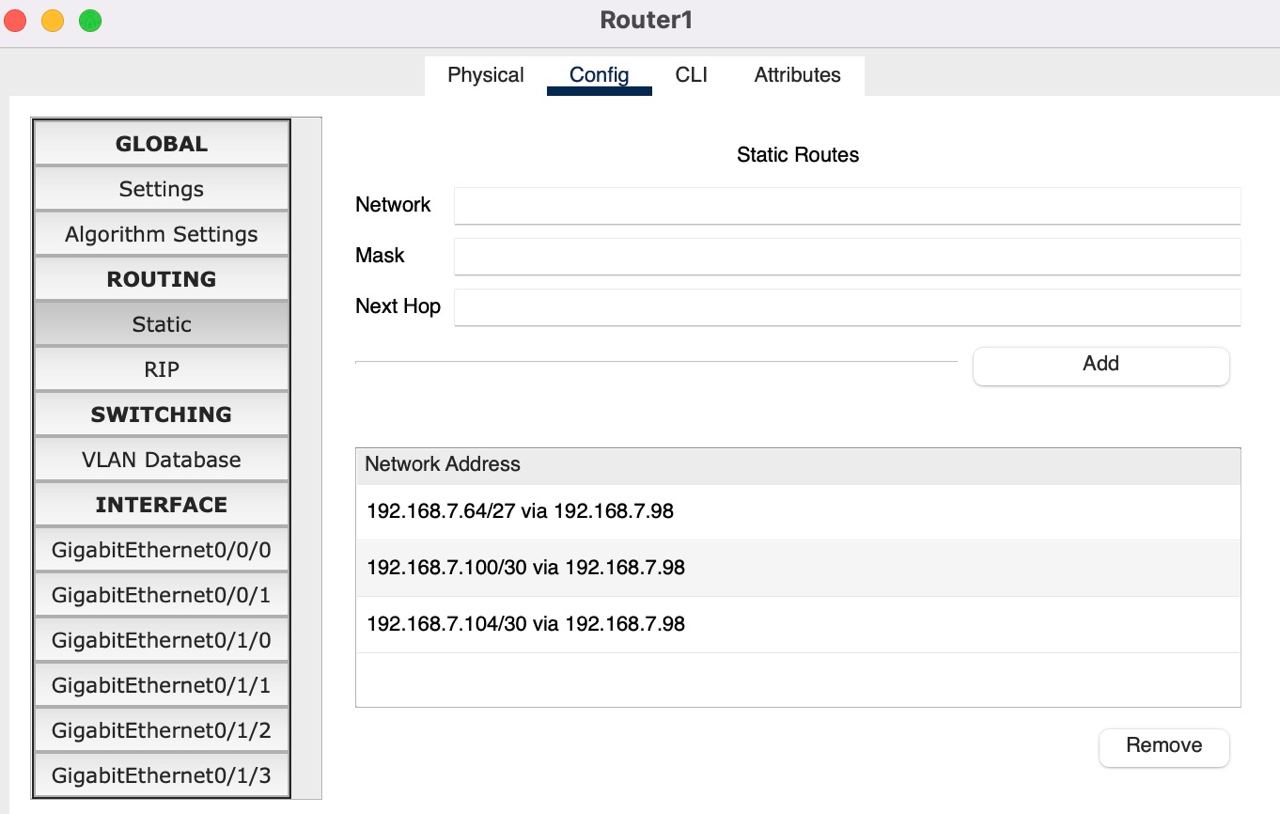 Router1
Physical Config CLI Attributes
GLOBAL
Settings
Algorithm Settings
ROUTING
Static
RIP
SWITCHING
VLAN Database
INTERFACE
GigabitEthernet0/0/0
GigabitEthernet0/0/1
GigabitEthernet0/1/0
GigabitEthernet0/1/1
GigabitEthernet0/1/2
GigabitEthernet0/1/3
Static Routes
Network
Mask
Next Hop
Add
Network Address
192.168.7.64/27 via 192.168.7.98
192.168.7.100/30 via 192.168.7.98
192.168.7.104/30 via 192.168.7.98
Remove